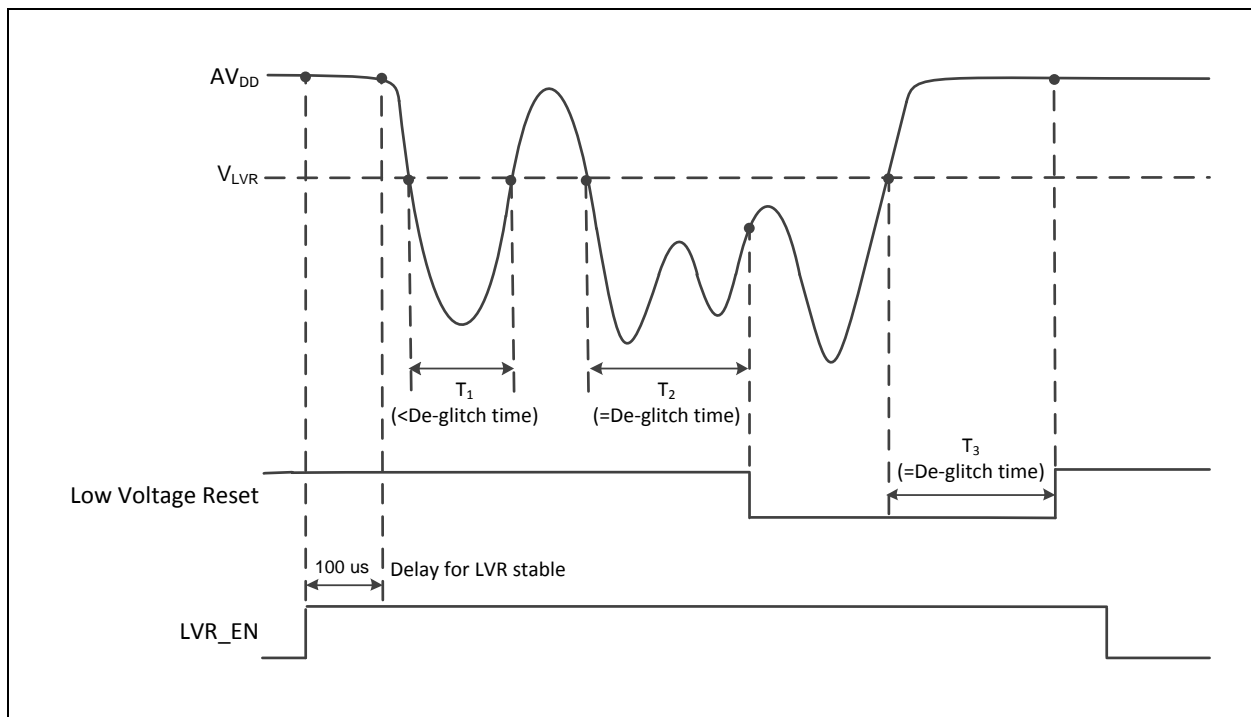 AVDD
VLVR
T1
(<De-glitch time)
T2
(=De-glitch time)
T3
(=De-glitch time)
Low Voltage Reset
100 us
Delay for LVR stable
LVR_EN